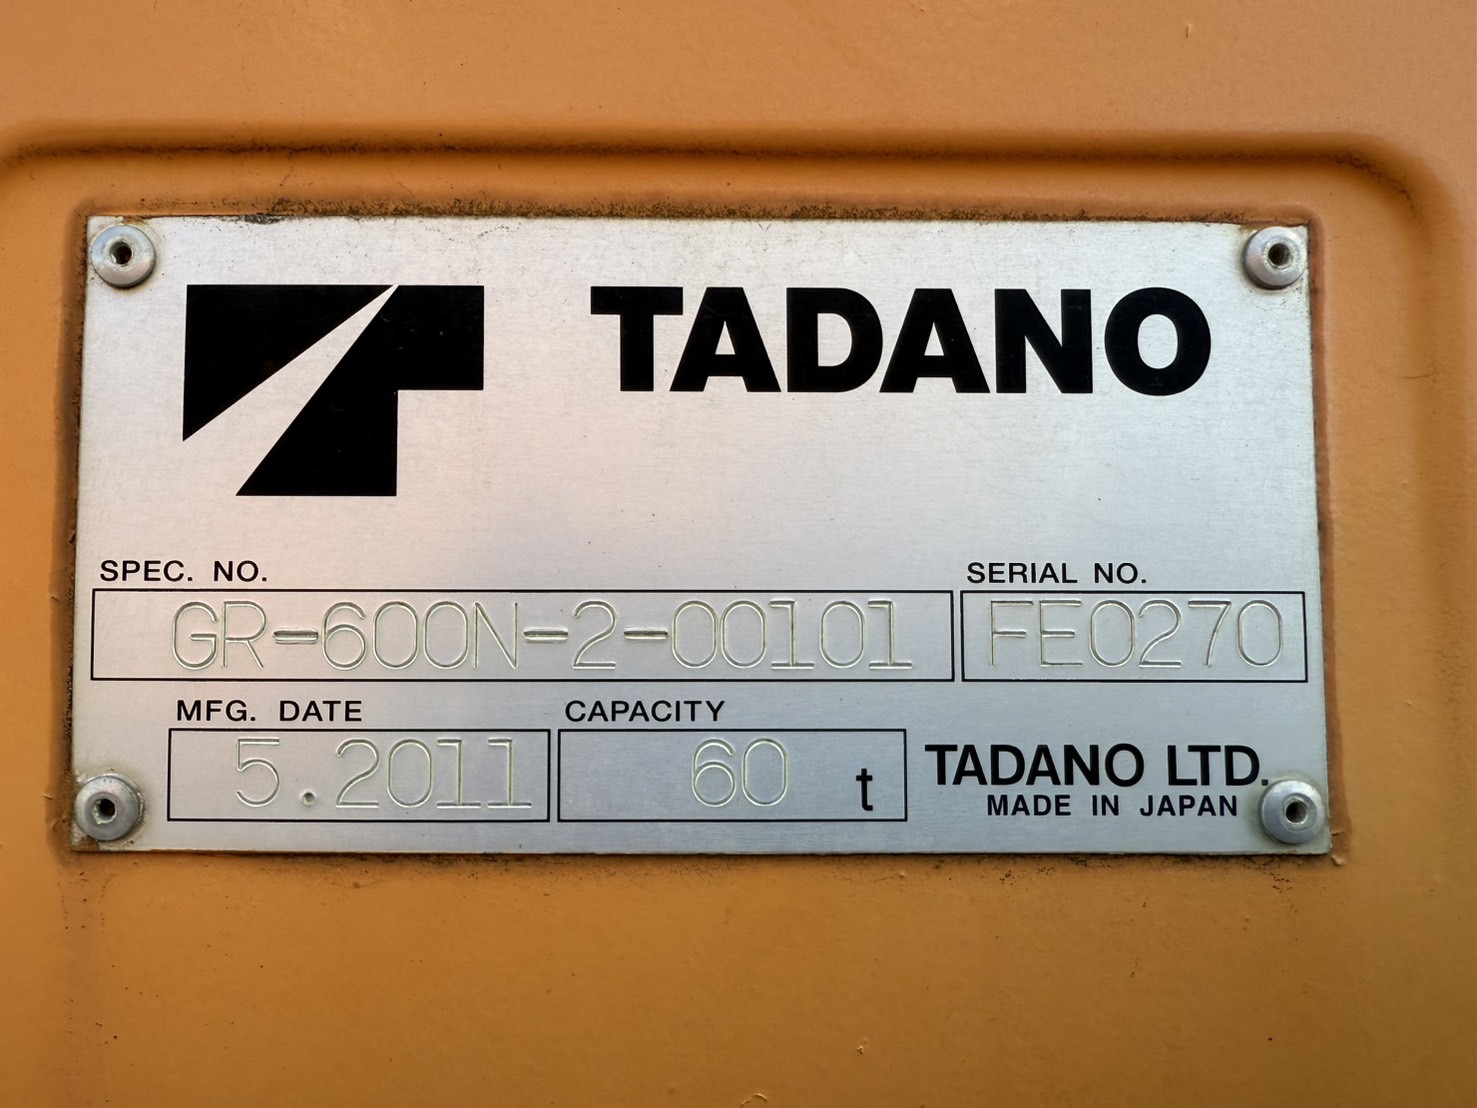 TADANO
SPEC. NO.
GR-600N-2-00101
SERIAL NO.
FE0270
MFG. DATE
5.2011
CAPACITY
60 t
TADANO LTD.
MADE IN JAPAN